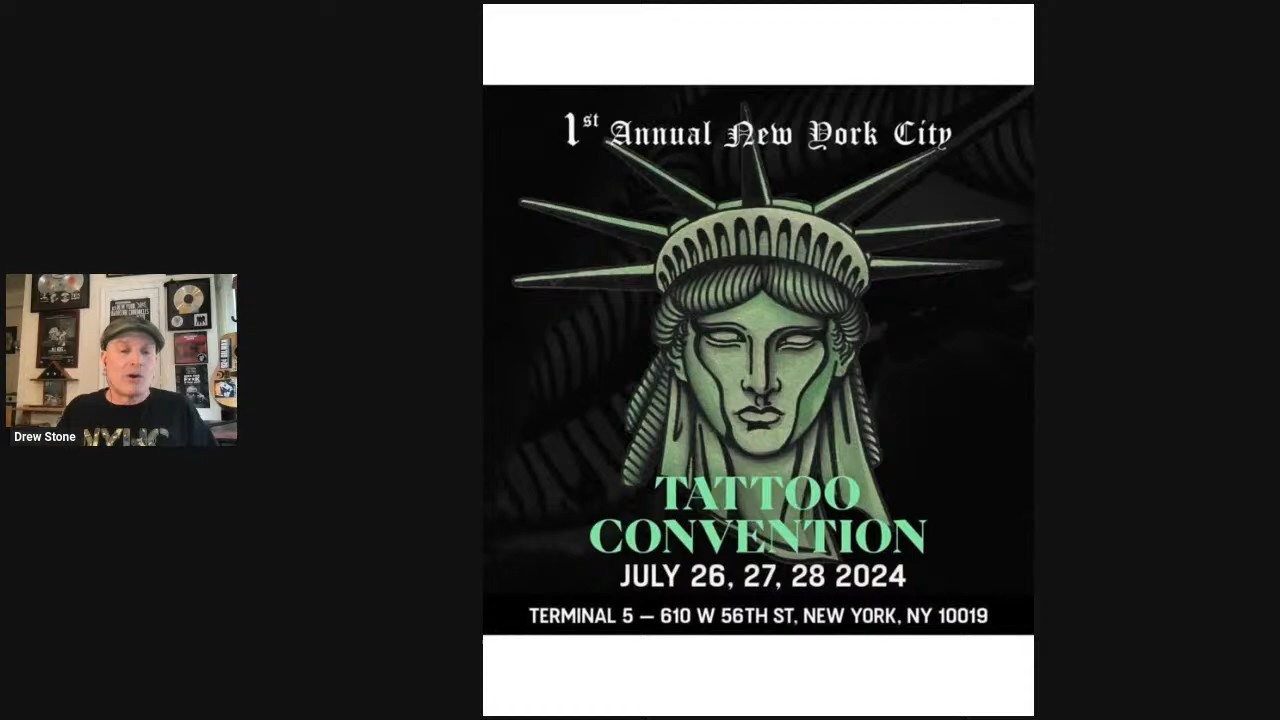 1st Annual New York City
TATTOO
CONVENTION
JULY 26, 27, 28 2024
TERMINAL 5 – 610 W 56TH ST, NEW YORK, NY 10019
Drew Stone
NYHC